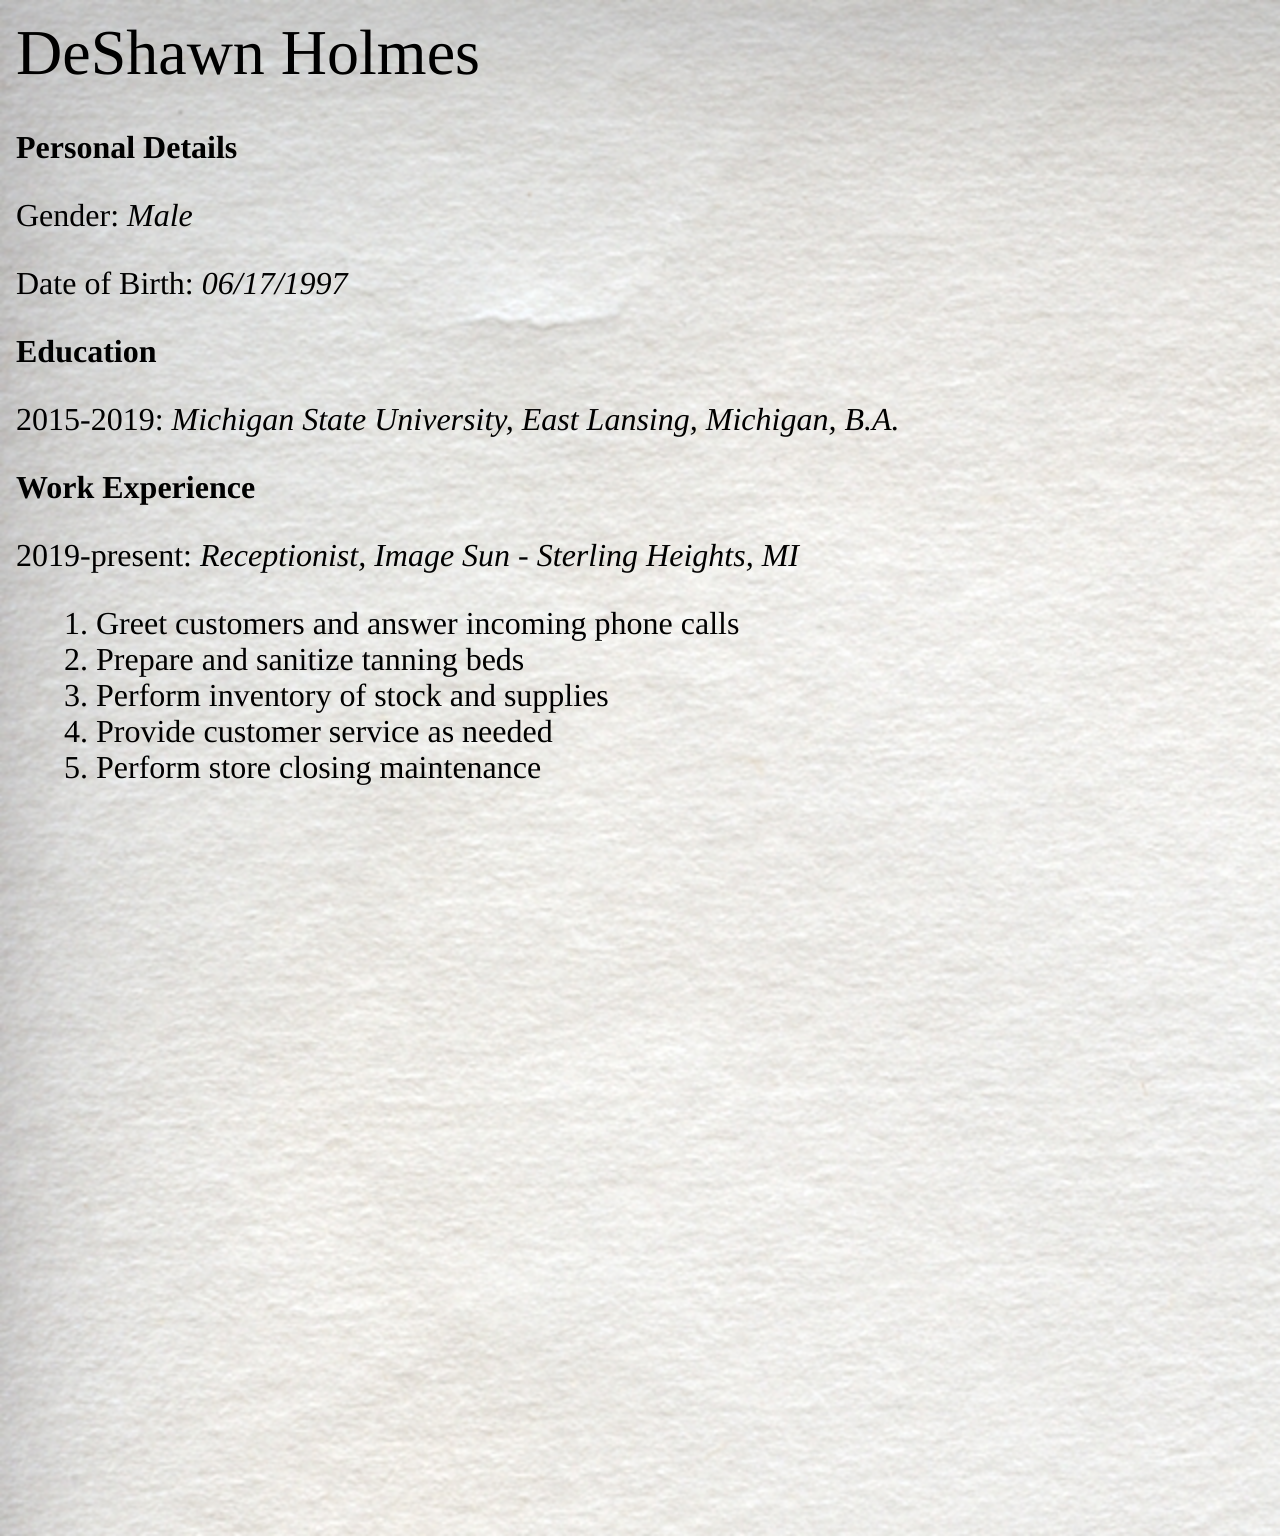 DeShawn Holmes
Personal Details
Gender: Male
Date of Birth: 06/17/1997
Education
2015-2019: Michigan State University, East Lansing, Michigan, B.A.
Work Experience
2019-present: Receptionist, Image Sun - Sterling Heights, MI
1. Greet customers and answer incoming phone calls
2. Prepare and sanitize tanning beds
3. Perform inventory of stock and supplies
4. Provide customer service as needed
5. Perform store closing maintenance